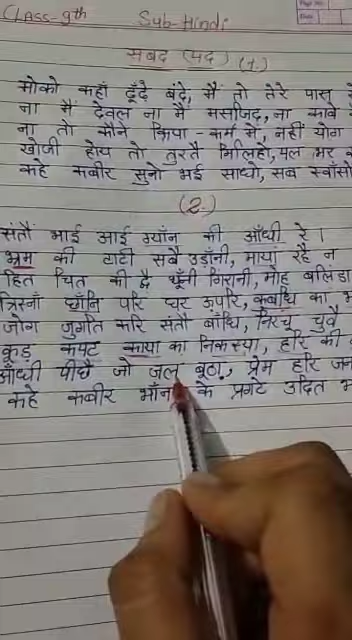 CLASS-9th Sub-Hindi
सबद (पद) (1.)
मोको कहाँ ढूँढे बंदे, मैं तो तेरे पास
ना मैं देवल ना मैं मसजिद, ना काबे
ना तो कौने क्रिया-कर्म में, नहीं योग
खोजी होय तो तुरतै मिलिहों, पल भर
कहे कबीर सुनो भई साधो, सब स्वाँसों
(2.)
संतौ भाई आई ग्याँन की आँधी रे।
भ्रम की टाटी सबै उड़ाँनी, माया रहै न
हित चित की द्वै थूँनी गिराँनी, मोह बलिंडा
त्रिस्नाँ छाँनि परि घर ऊपरि, कुबधि का
जोग जुगति करि संतौ बाँधी, निरचू चुवै
कूड़ कपट काया का निकस्या, हरि की
आँधी पीछै जो जल बूठा, प्रेम हरि जन
कहे कबीर भाँन के प्रगटे उदित